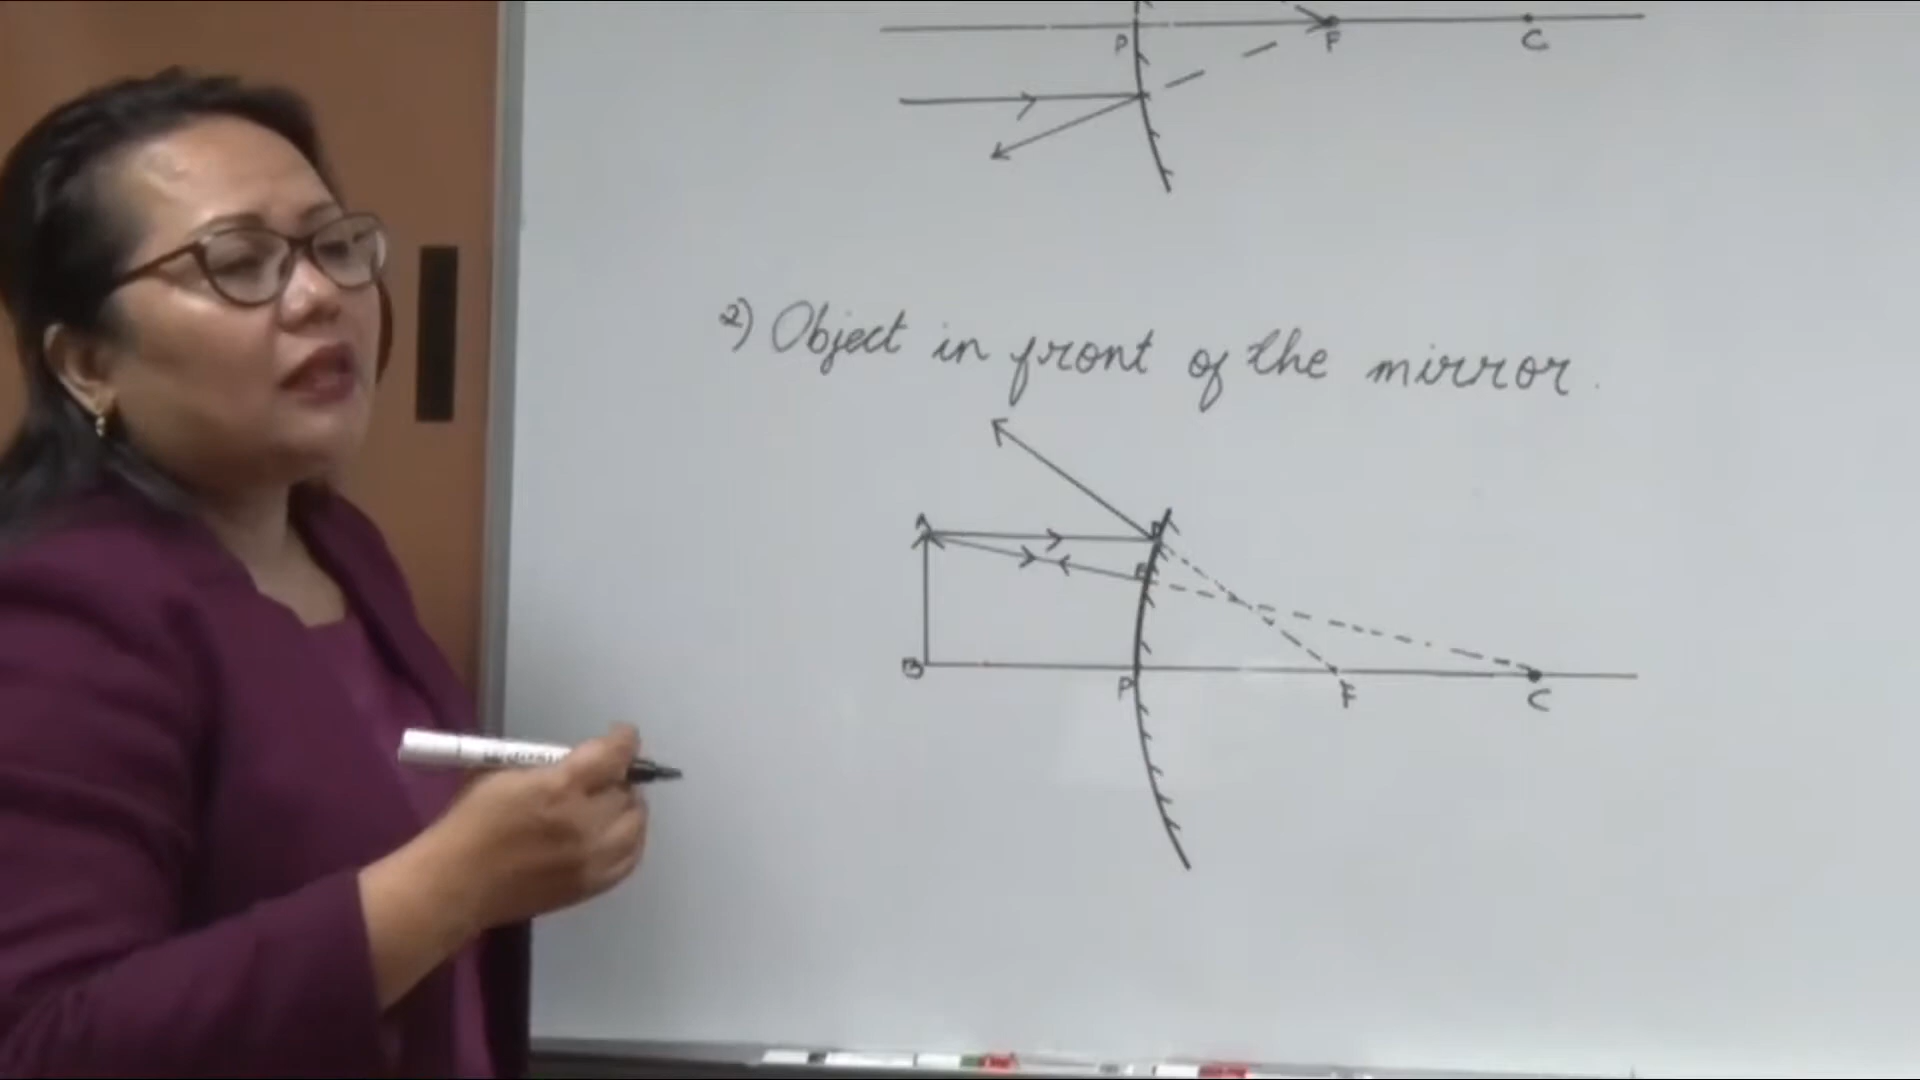 P F C
2) Object in front of the mirror.
A D
E
B P F C